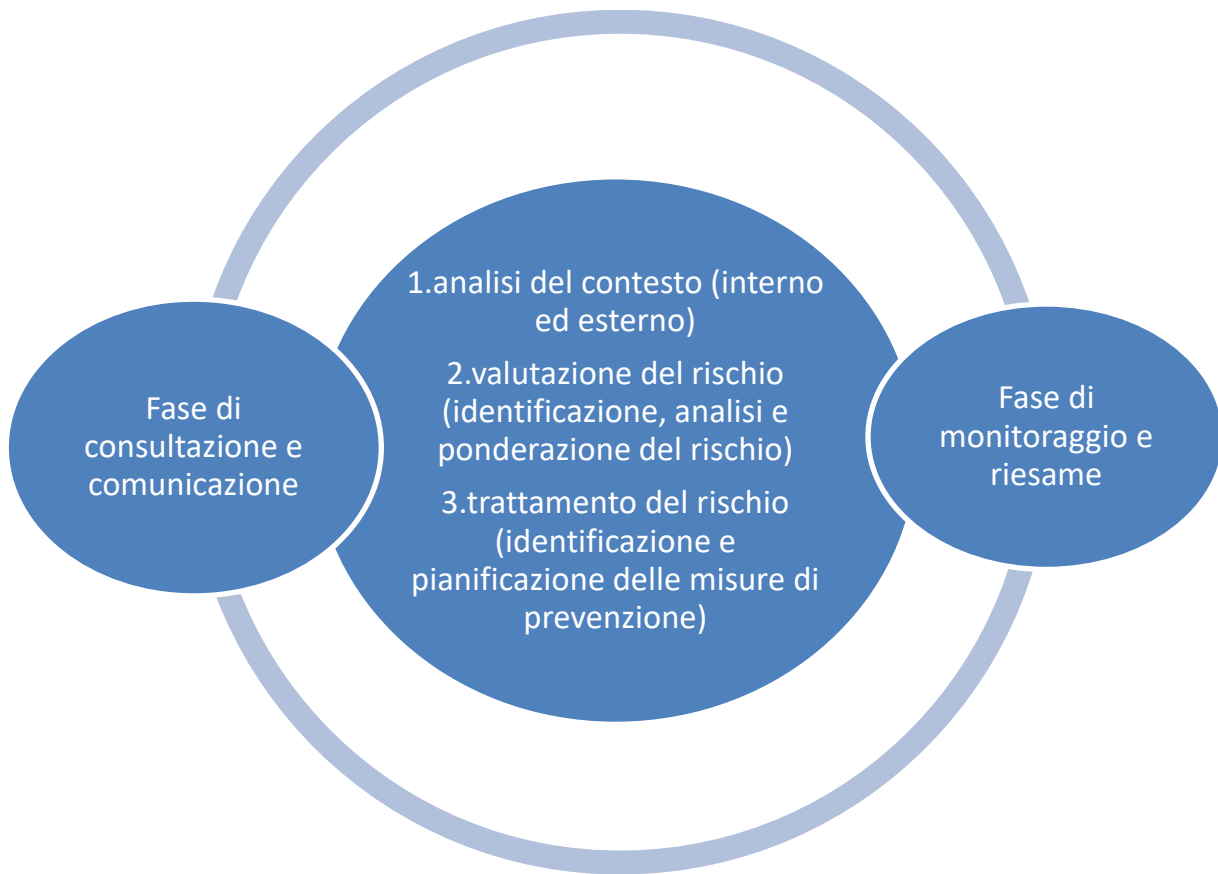 Fase di
consultazione e
comunicazione
1.analisi del contesto (interno
ed esterno)
2.valutazione del rischio
(identificazione, analisi e
ponderazione del rischio)
3.trattamento del rischio
(identificazione e
pianificazione delle misure di
prevenzione)
Fase di
monitoraggio e
riesame